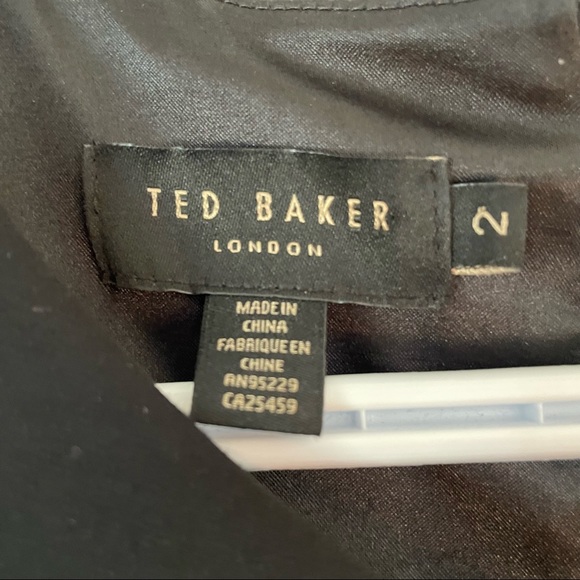 TED BAKER
LONDON
2
MADE IN
CHINA
FABRIQUE EN
CHINE
RN95229
CA25459